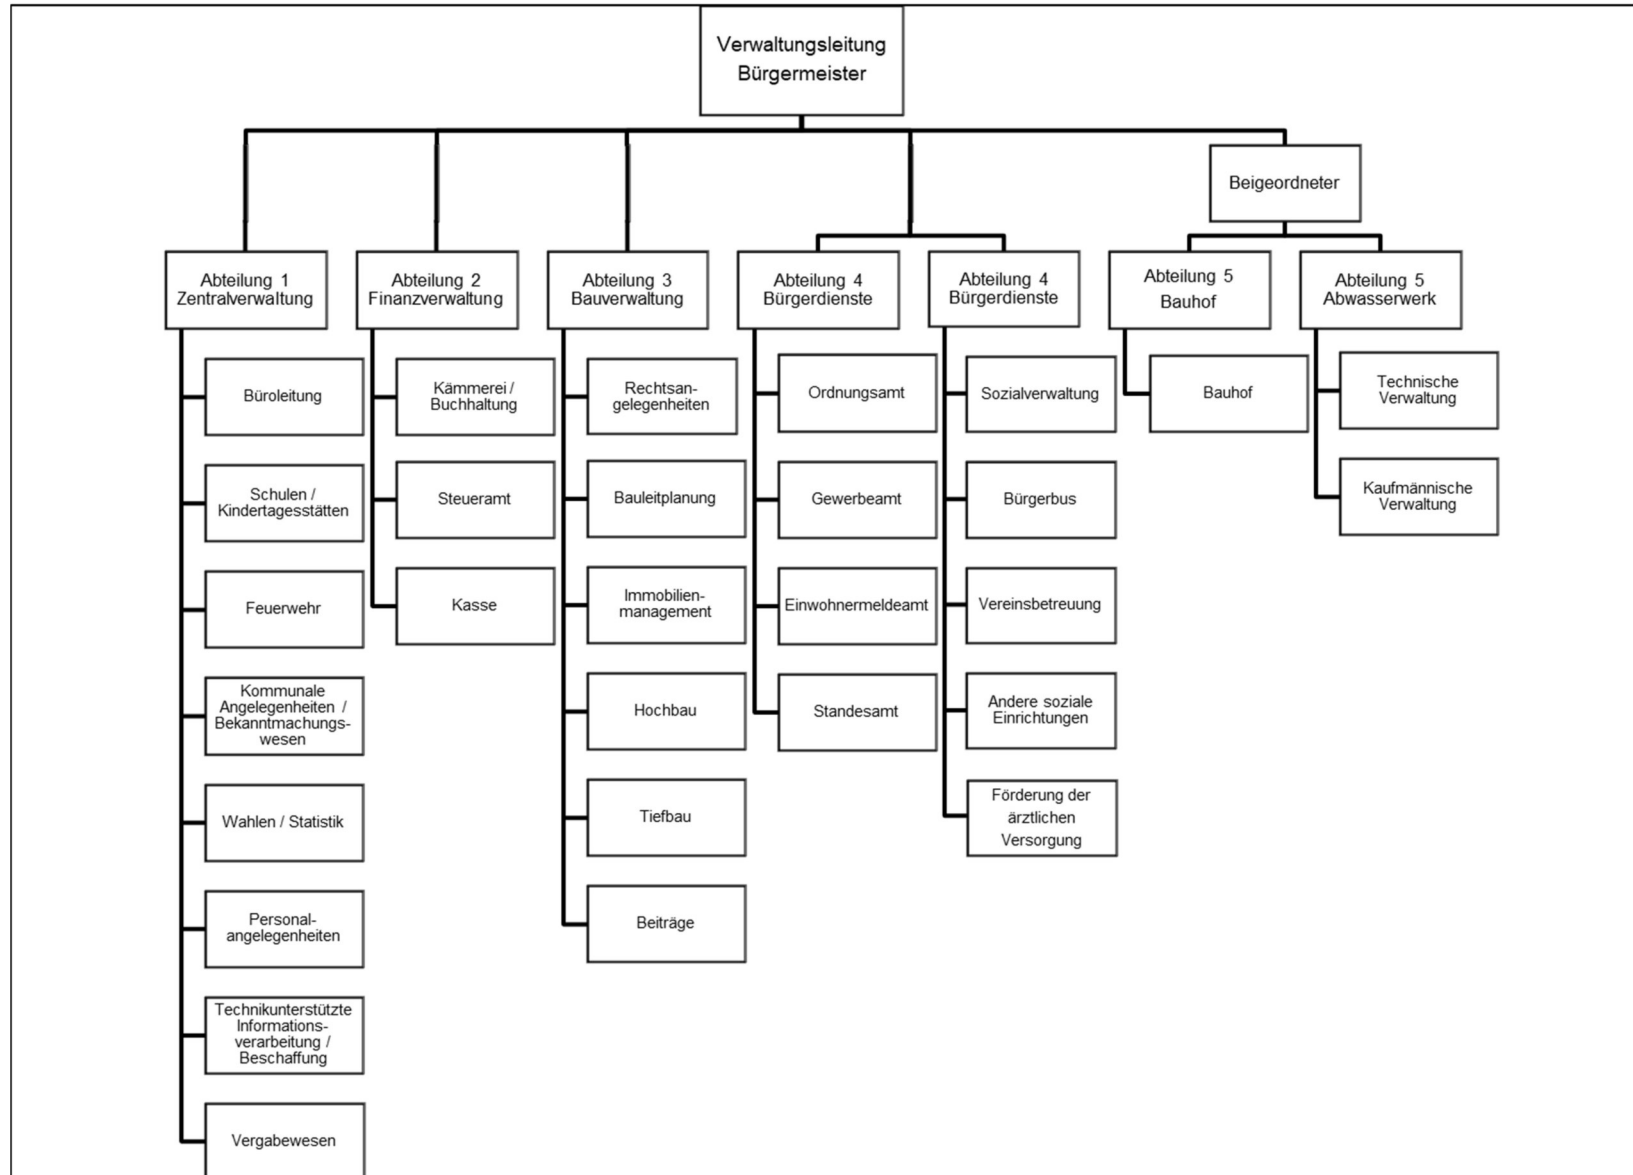 Verwaltungsleitung
Bürgermeister
Beigeordneter
Abteilung 1
Zentralverwaltung
Abteilung 2
Finanzverwaltung
Abteilung 3
Bauverwaltung
Abteilung 4
Bürgerdienste
Abteilung 4
Bürgerdienste
Abteilung 5
Bauhof
Abteilung 5
Abwasserwerk
Büroleitung
Schulen /
Kindertagesstätten
Feuerwehr
Kommunale
Angelegenheiten /
Bekanntmachungs-
wesen
Wahlen / Statistik
Personal-
angelegenheiten
Technikunterstützte
Informations-
verarbeitung /
Beschaffung
Vergabewesen
Kämmerei /
Buchhaltung
Steueramt
Kasse
Rechtsan-
gelegenheiten
Bauleitplanung
Immobilien-
management
Hochbau
Tiefbau
Beiträge
Ordnungsamt
Gewerbeamt
Einwohnermeldeamt
Standesamt
Sozialverwaltung
Bürgerbus
Vereinsbetreuung
Andere soziale
Einrichtungen
Förderung der
ärztlichen
Versorgung
Bauhof
Technische
Verwaltung
Kaufmännische
Verwaltung